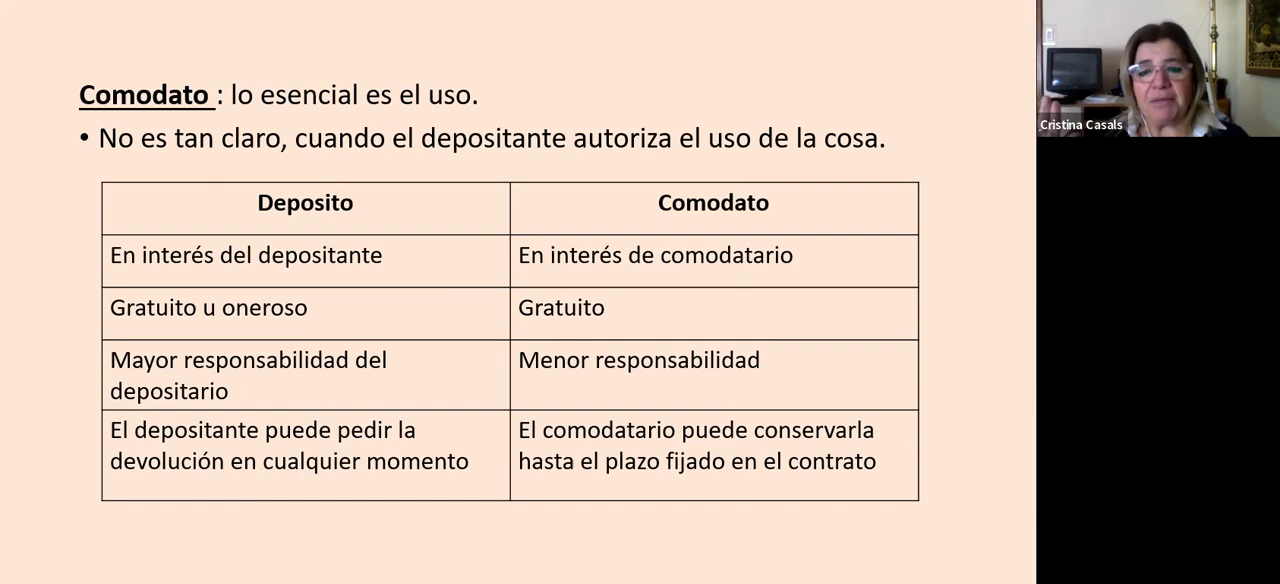 Comodato : lo esencial es el uso.
• No es tan claro, cuando el depositante autoriza el uso de la cosa.
Deposito
Comodato
En interés del depositante
En interés de comodatario
Gratuito u oneroso
Gratuito
Mayor responsabilidad del
depositario
Menor responsabilidad
El depositante puede pedir la
devolución en cualquier momento
El comodatario puede conservarla
hasta el plazo fijado en el contrato
Cristina Casals